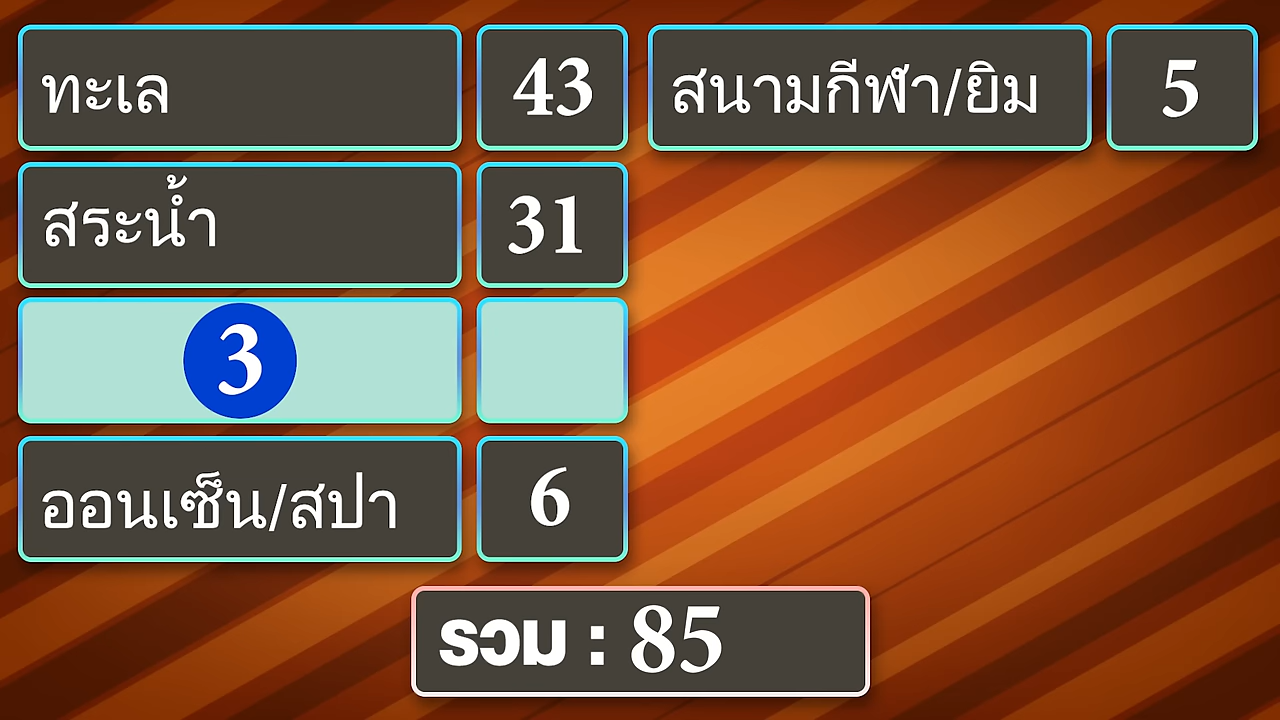 ทะเล 43
สระน้ำ 31
3
ออนเซ็น/สปา 6
สนามกีฬา/ยิม 5
รวม : 85